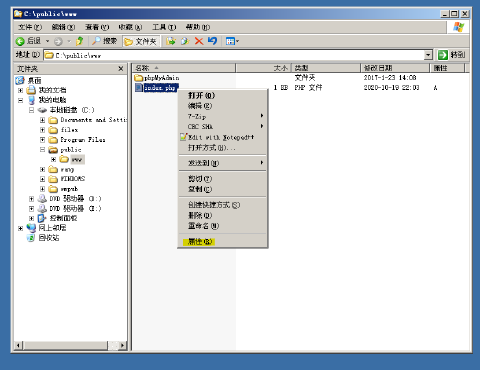 C:\public\www
文件(F) 编辑(E) 查看(V) 收藏(A) 工具(T) 帮助(H)
后退 搜索 文件夹
地址(D) C:\public\www 转到
文件夹 ×
名称 大小 类型 修改日期 属性
桌面
我的文档
我的电脑
本地磁盘 (C:)
Documents and Setti
files
Program Files
public
www
WINDOWS
wmpub
DVD 驱动器 (D:)
DVD 驱动器 (E:)
控制面板
网上邻居
回收站
phpMyAdmin 文件夹 2017-1-23 14:08
index.php 1 KB PHP 文件 2020-10-19 22:03 A
打开(O)
编辑(E)
7-Zip
CRC SHA
Edit with Notepad++
打开方式(H)...
发送到(N)
剪切(T)
复制(C)
创建快捷方式(S)
删除(D)
重命名(M)
属性(R)